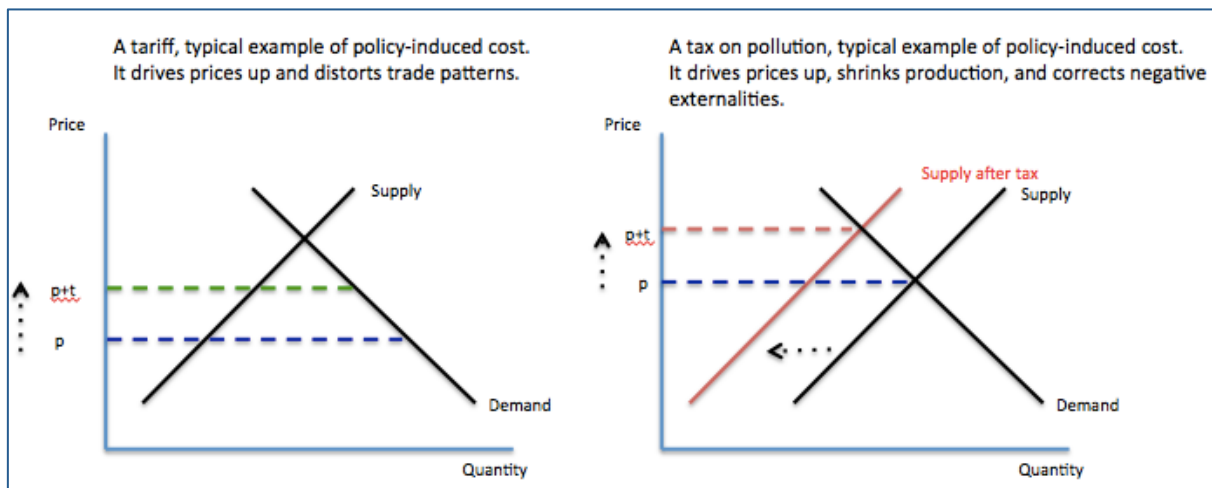 A tariff, typical example of policy-induced cost.
It drives prices up and distorts trade patterns.
Price
Supply
p+t
p
Demand
Quantity
A tax on pollution, typical example of policy-induced cost.
It drives prices up, shrinks production, and corrects negative
externalities.
Price
Supply after tax
Supply
p+t
p
Demand
Quantity